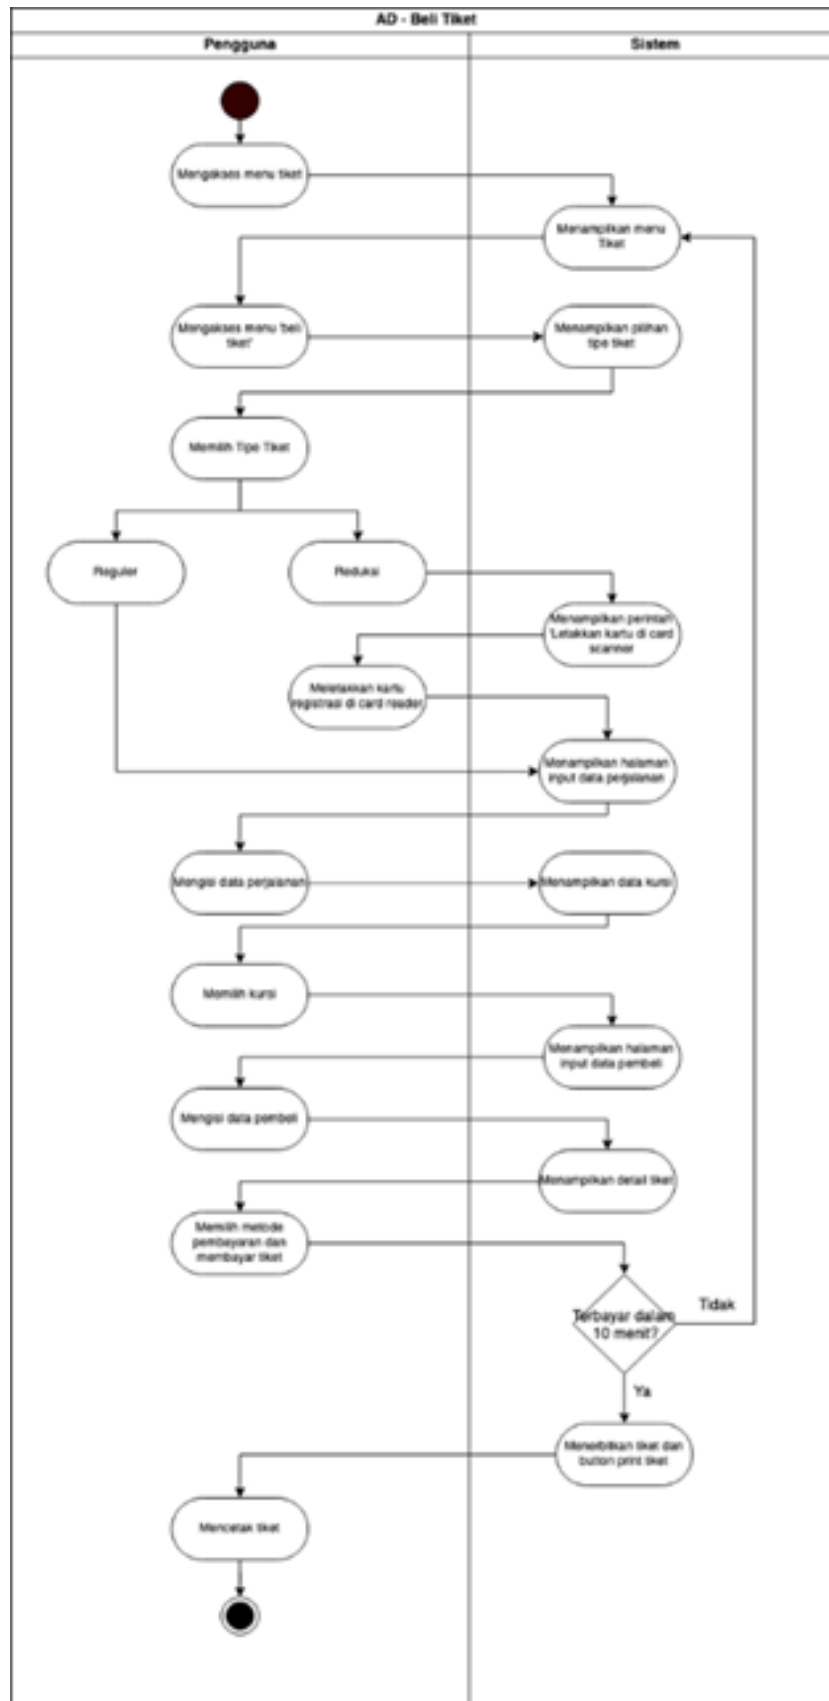 AD - Beli Tiket
Pengguna
Sistem
Mengakses menu tiket
Menampilkan menu
Tiket
Mengakses menu 'beli
tiket'
Menampilkan pilihan
tipe tiket
Memilih Tipe Tiket
Reguler
Reduksi
Menampilkan perintah
'Letakkan kartu di card
scanner
Meletakkan kartu
registrasi di card reader
Menampilkan halaman
input data perjalanan
Mengisi data perjalanan
Menampilkan data kursi
Memilih kursi
Menampilkan halaman
input data pembeli
Mengisi data pembeli
Menampilkan detail tiket
Memilih metode
pembayaran dan
membayar tiket
Terbayar dalam
10 menit?
Tidak
Ya
Menerbitkan tiket dan
button print tiket
Mencetak tiket